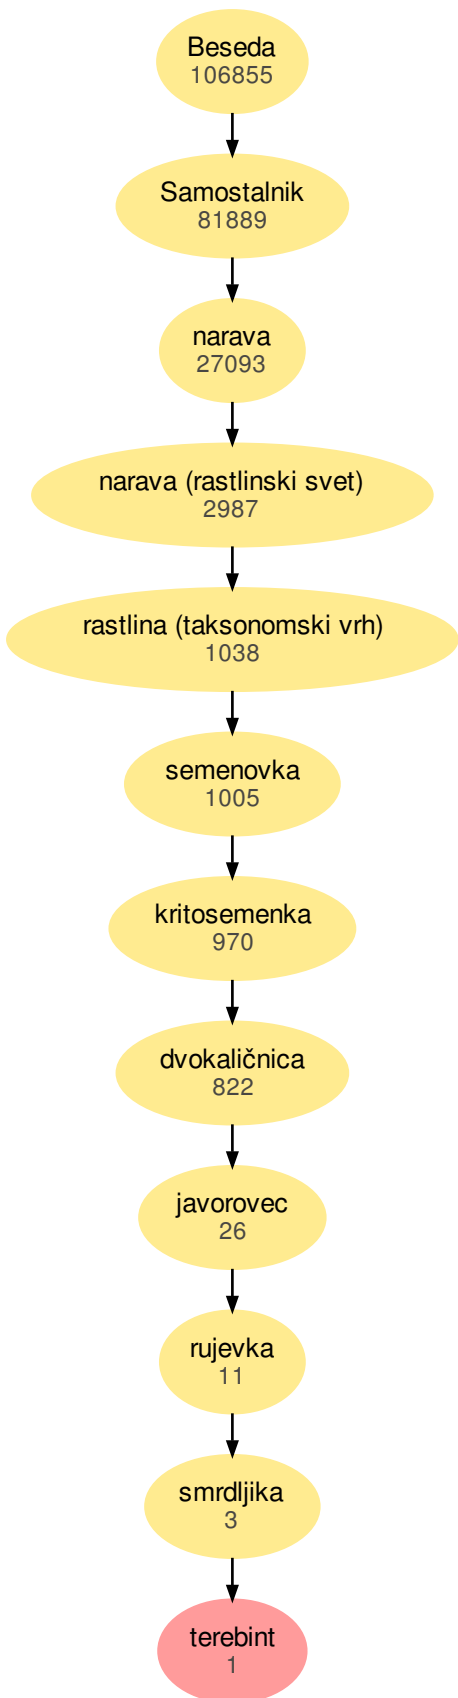 Beseda
106855
Samostalnik
81889
narava
27093
narava (rastlinski svet)
2987
rastlina (taksonomski vrh)
1038
semenovka
1005
kritosemenka
970
dvokaličnica
822
javorovec
26
rujevka
11
smrdljika
3
terebint
1